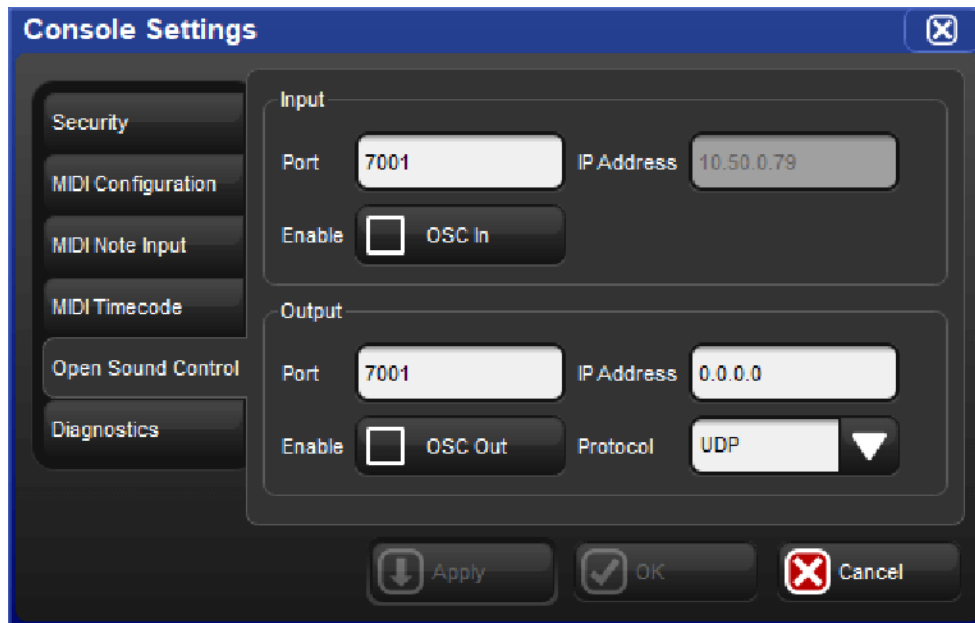 Console Settings
Security
MIDI Configuration
MIDI Note Input
MIDI Timecode
Open Sound Control
Diagnostics
Input
Port 7001 IP Address 10.50.0.79
Enable OSC In
Output
Port 7001 IP Address 0.0.0.0
Enable OSC Out Protocol UDP
Apply OK Cancel